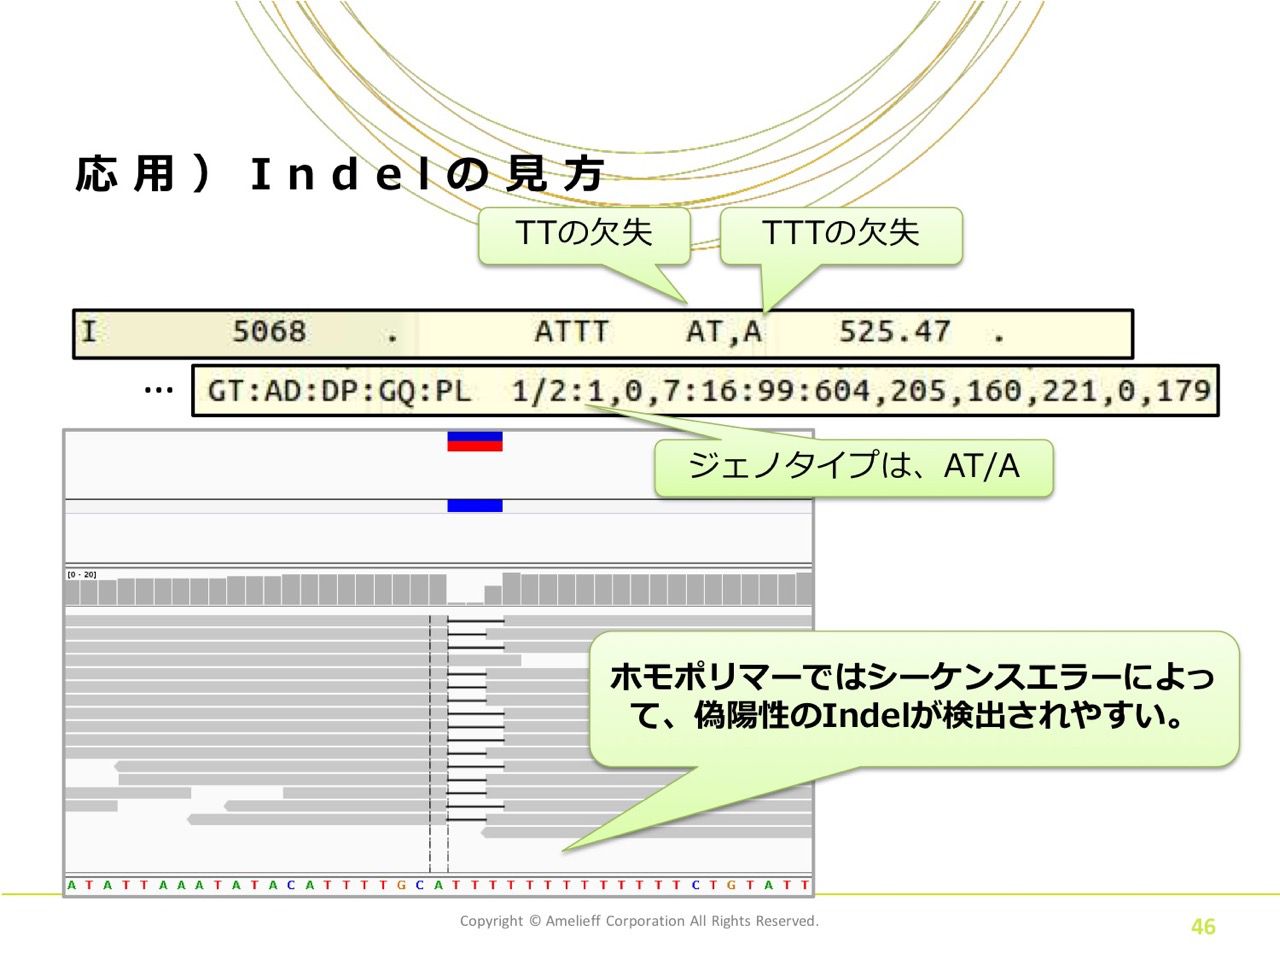 応用）Indelの見方
TTの欠失
TTTの欠失
I 5068 . ATTT AT,A 525.47 .
… GT:AD:DP:GQ:PL 1/2:1,0,7:16:99:604,205,160,221,0,179
ジェノタイプは、AT/A
[0 - 20]
ホモポリマーではシーケンスエラーによっ
て、偽陽性のIndelが検出されやすい。
A T A T T A A A T A T A C A T T T T G C A T T T T T T T T T T T T T C T G T A T T
Copyright © Amelieff Corporation All Rights Reserved.
46